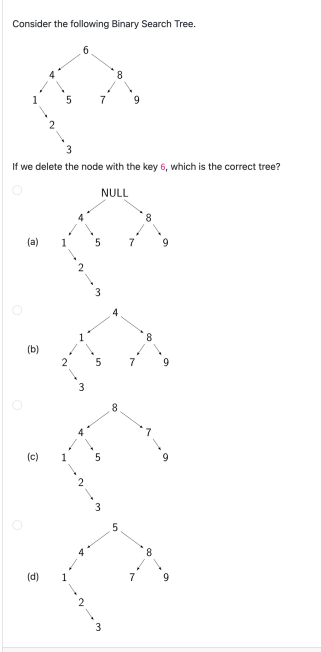 Consider the following Binary Search Tree.
6
4 8
1 5 7 9
2
3
If we delete the node with the key 6, which is the correct tree?
NULL
4 8
(a) 1 5 7 9
2
3
4
1 8
(b) 2 5 7 9
3
8
4 7
(c) 1 5 9
2
3
5
4 8
(d) 1 7 9
2
3